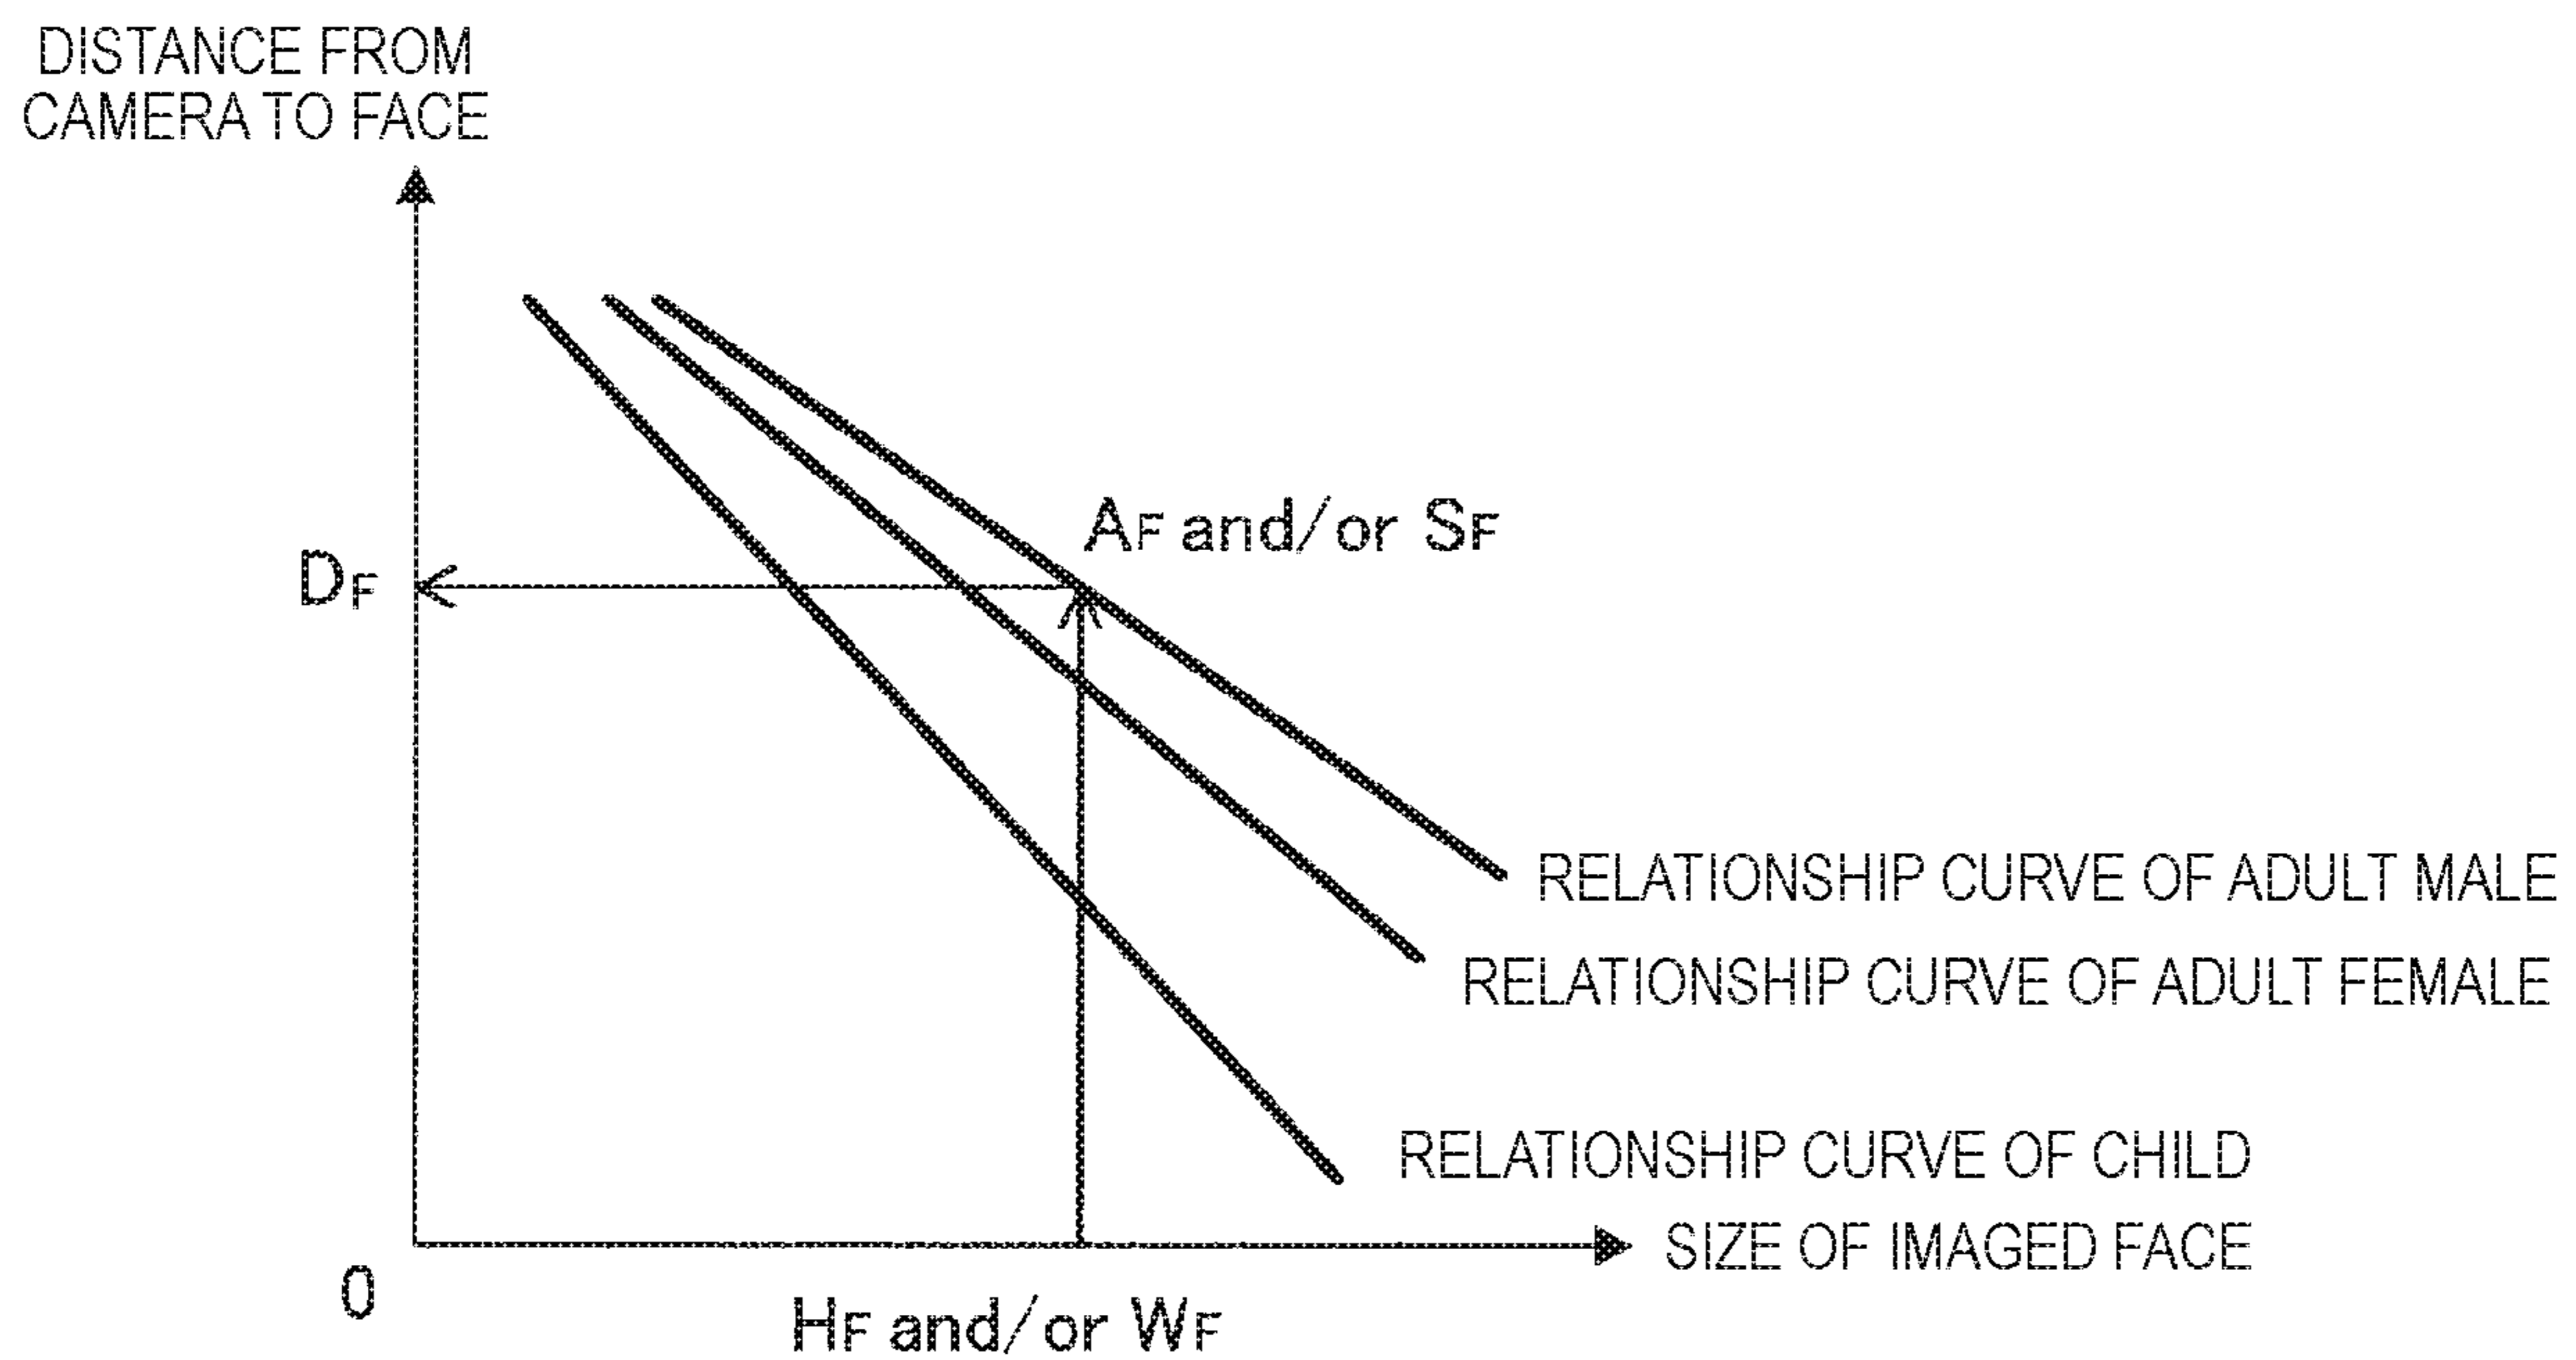 DISTANCE FROM
CAMERA TO FACE
AF and/or SF
DF
RELATIONSHIP CURVE OF ADULT MALE
RELATIONSHIP CURVE OF ADULT FEMALE
RELATIONSHIP CURVE OF CHILD
SIZE OF IMAGED FACE
0
HF and/or WF